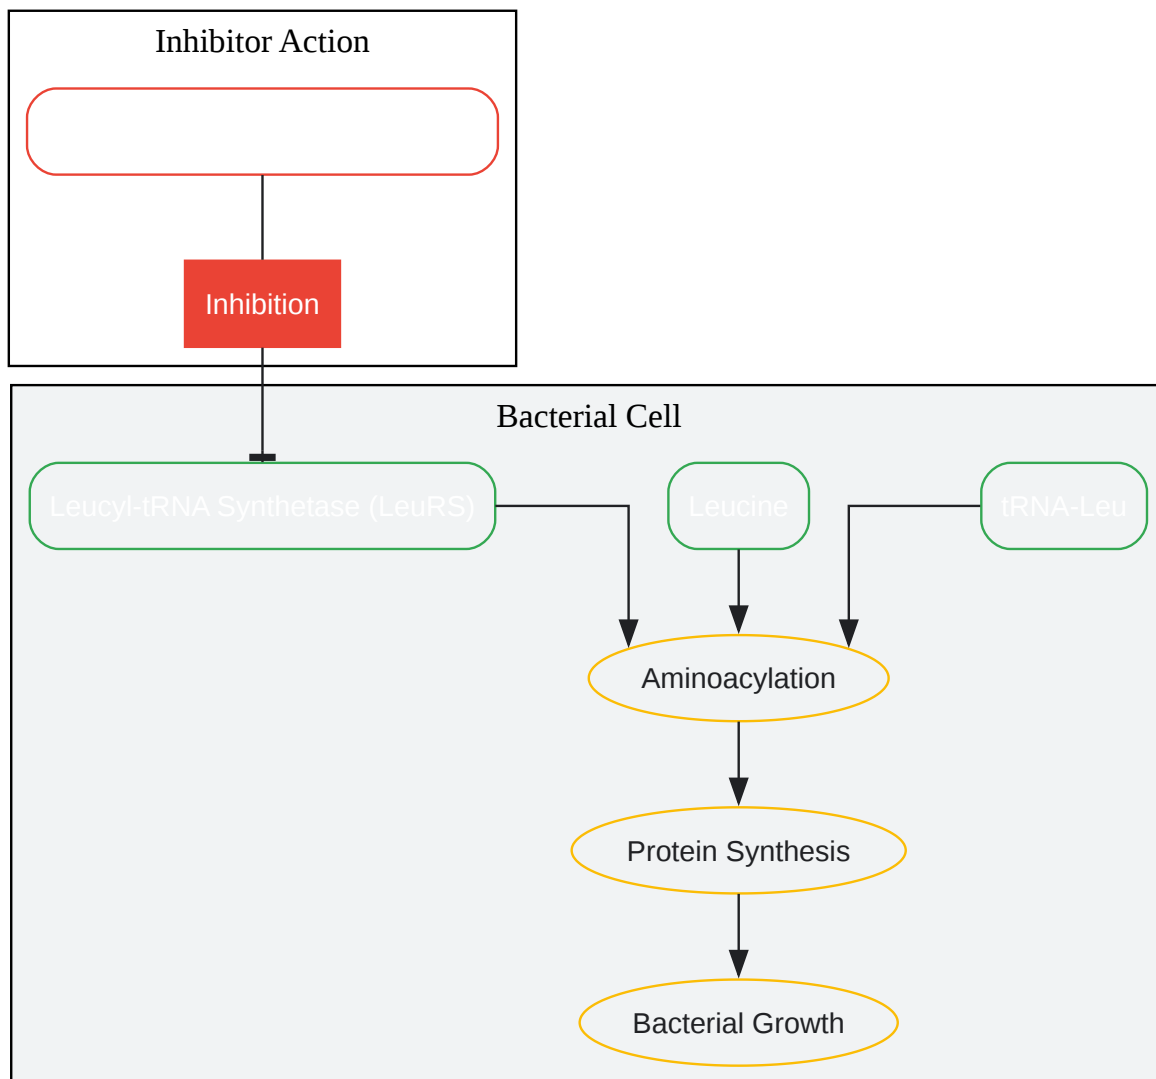 Inhibitor Action
Inhibition
Bacterial Cell
Leucyl-tRNA Synthetase (LeuRS)
Leucine
tRNA-Leu
Aminoacylation
Protein Synthesis
Bacterial Growth